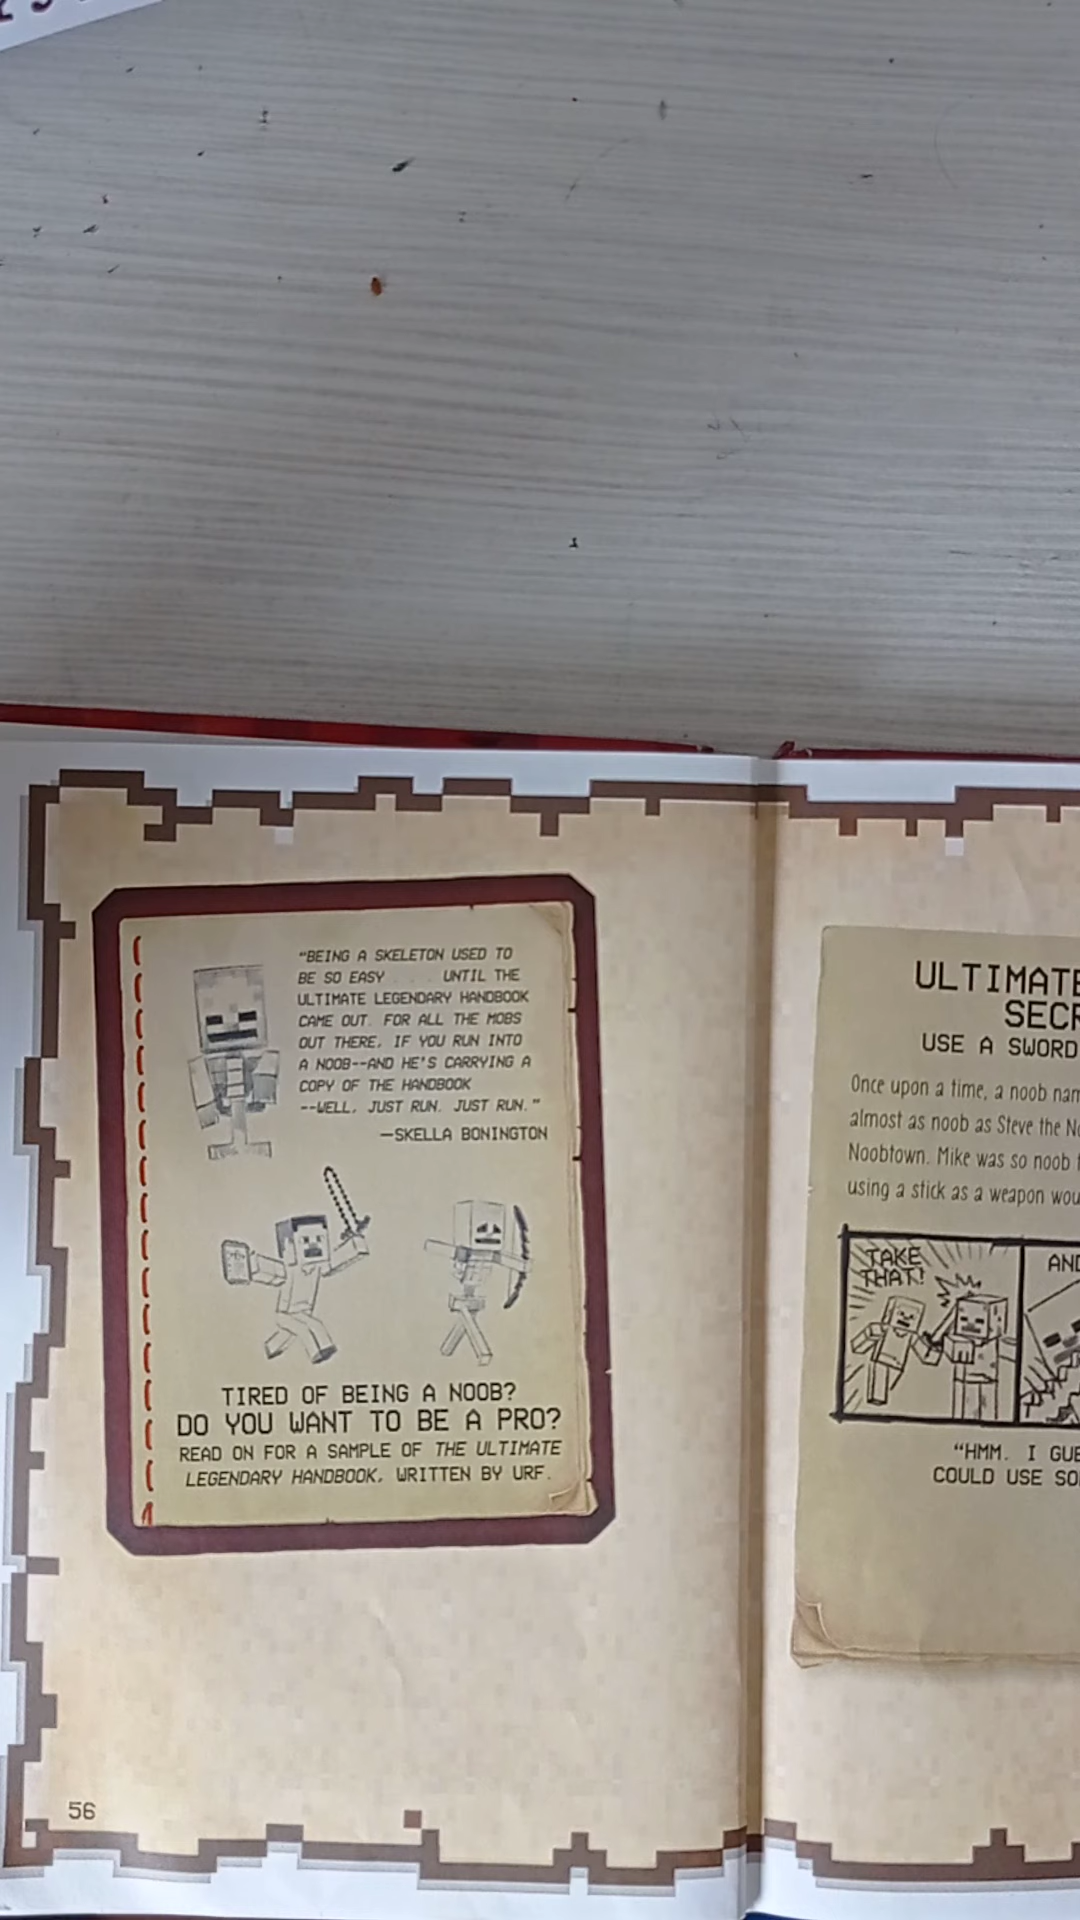 "BEING A SKELETON USED TO
BE SO EASY . . . . UNTIL THE
ULTIMATE LEGENDARY HANDBOOK
CAME OUT. FOR ALL THE MOBS
OUT THERE, IF YOU RUN INTO
A NOOB--AND HE'S CARRYING A
COPY OF THE HANDBOOK
--WELL, JUST RUN. JUST RUN."
—SKELLA BONINGTON
TIRED OF BEING A NOOB?
DO YOU WANT TO BE A PRO?
READ ON FOR A SAMPLE OF THE ULTIMATE
LEGENDARY HANDBOOK, WRITTEN BY URF.
56
ULTIMATE
USE A SWORD
Once upon a time, a noob
almost as noob as Steve the
Noobtown. Mike was so noob
using a stick as a weapon
TAKE
THAT!
"HMM. I
COULD USE